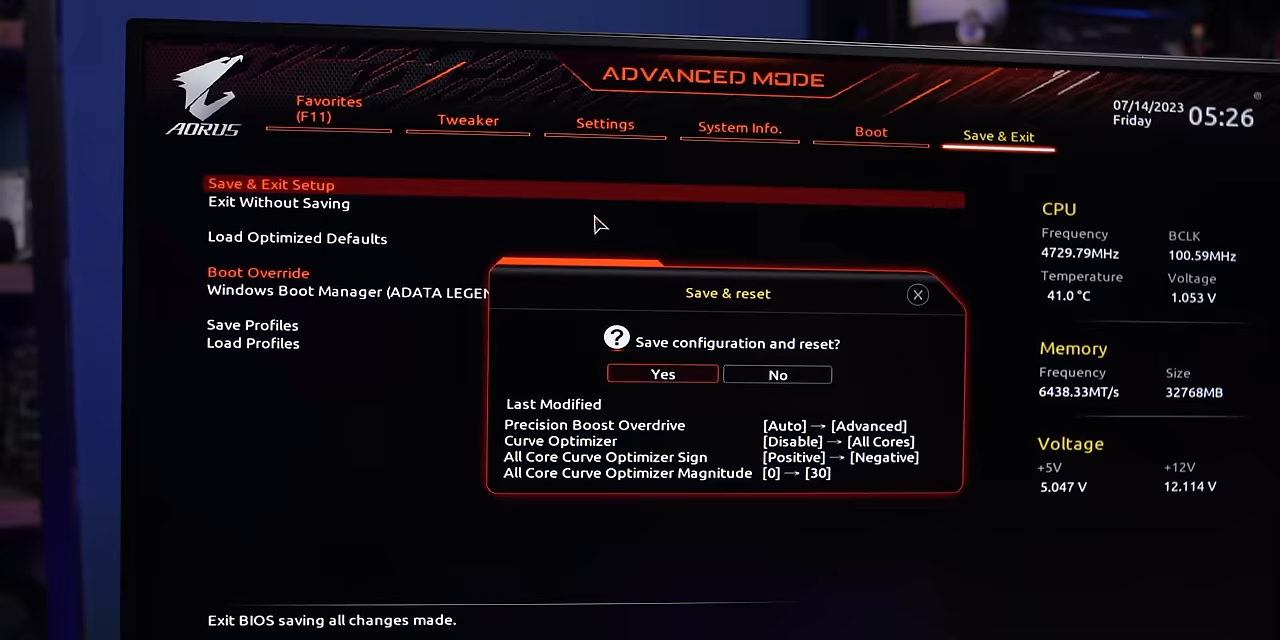 ADVANCED MODE
AORUS
Favorites
(F11)
Tweaker
Settings
System Info.
Boot
Save & Exit
07/14/2023
Friday
05:26
Save & Exit Setup
Exit Without Saving
Load Optimized Defaults
Boot Override
Windows Boot Manager (ADATA LEGEN
Save Profiles
Load Profiles
Save & reset
Save configuration and reset?
Yes No
Last Modified
Precision Boost Overdrive [Auto] → [Advanced]
Curve Optimizer [Disable] → [All Cores]
All Core Curve Optimizer Sign [Positive] → [Negative]
All Core Curve Optimizer Magnitude [0] → [30]
CPU
Frequency BCLK
4729.79MHz 100.59MHz
Temperature Voltage
41.0 °C 1.053 V
Memory
Frequency Size
6438.33MT/s 32768MB
Voltage
+5V +12V
5.047 V 12.114 V
Exit BIOS saving all changes made.